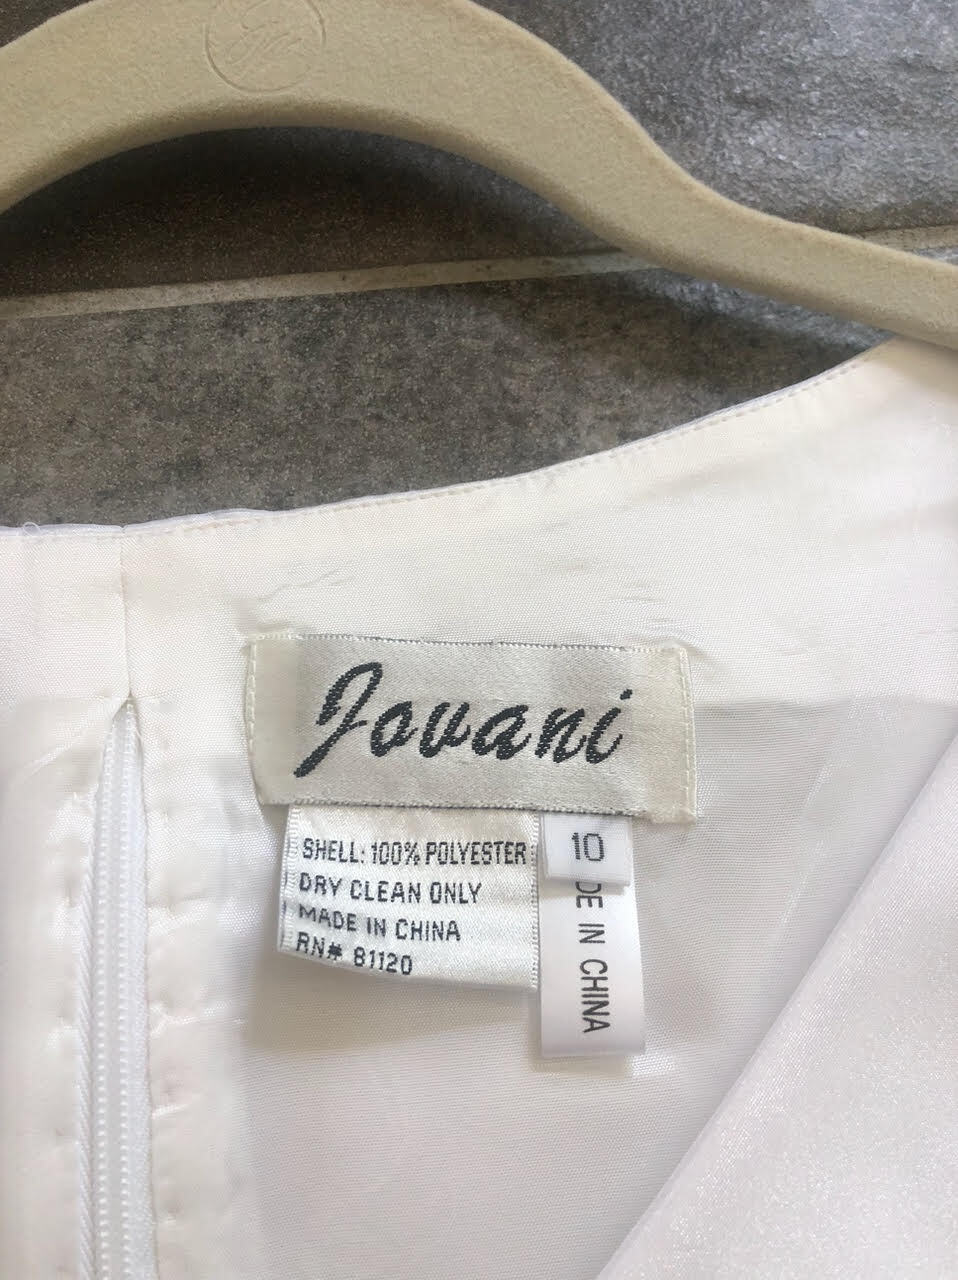 Jovani
SHELL: 100% POLYESTER
DRY CLEAN ONLY
MADE IN CHINA
RN# 81120
10
DE IN CHINA